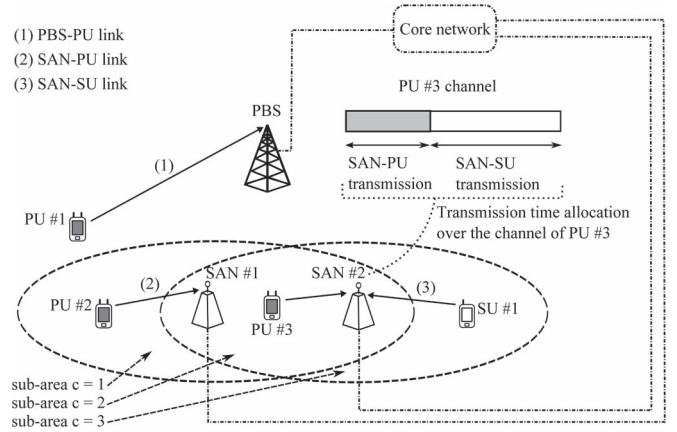 (1) PBS-PU link
(2) SAN-PU link
(3) SAN-SU link
Core network
PBS
PU #3 channel
(1)
SAN-PU
transmission
SAN-SU
transmission
PU #1
Transmission time allocation
over the channel of PU #3
SAN #1
SAN #2
(2)
(3)
PU #2
PU #3
SU #1
sub-area c = 1
sub-area c = 2
sub-area c = 3